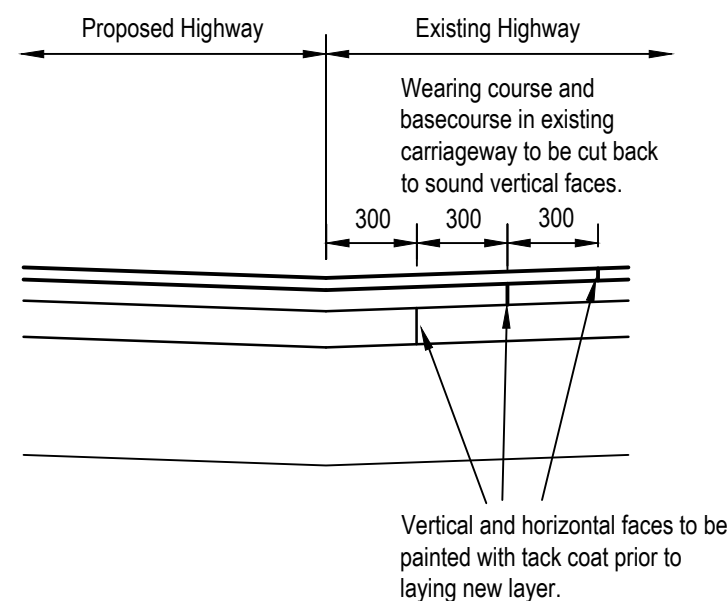 Proposed Highway
Existing Highway
Wearing course and
basecourse in existing
carriageway to be cut back
to sound vertical faces.
300
300
300
Vertical and horizontal faces to be
painted with tack coat prior to
laying new layer.